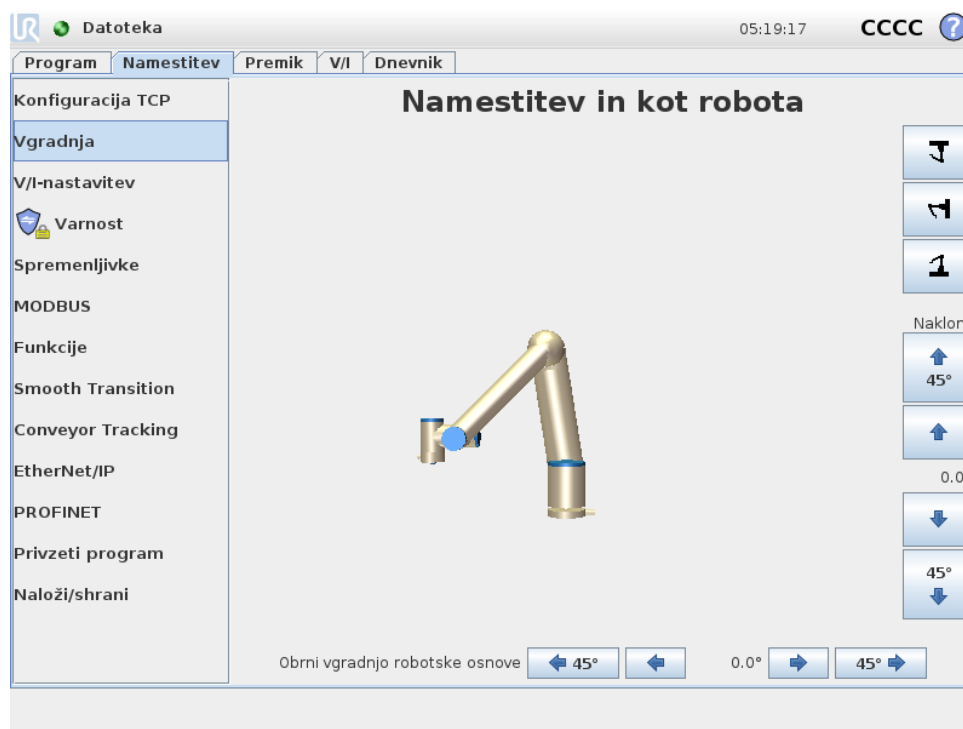 UR Datoteka 05:19:17 CCCC ?
Program Namestitev Premik V/I Dnevnik
Konfiguracija TCP
Vgradnja
V/I-nastavitev
Varnost
Spremenljivke
MODBUS
Funkcije
Smooth Transition
Conveyor Tracking
EtherNet/IP
PROFINET
Privzeti program
Naloži/shrani
Namestitev in kot robota
Naklon
45°
0.0
45°
Obrni vgradnjo robotske osnove 45° 0.0° 45°